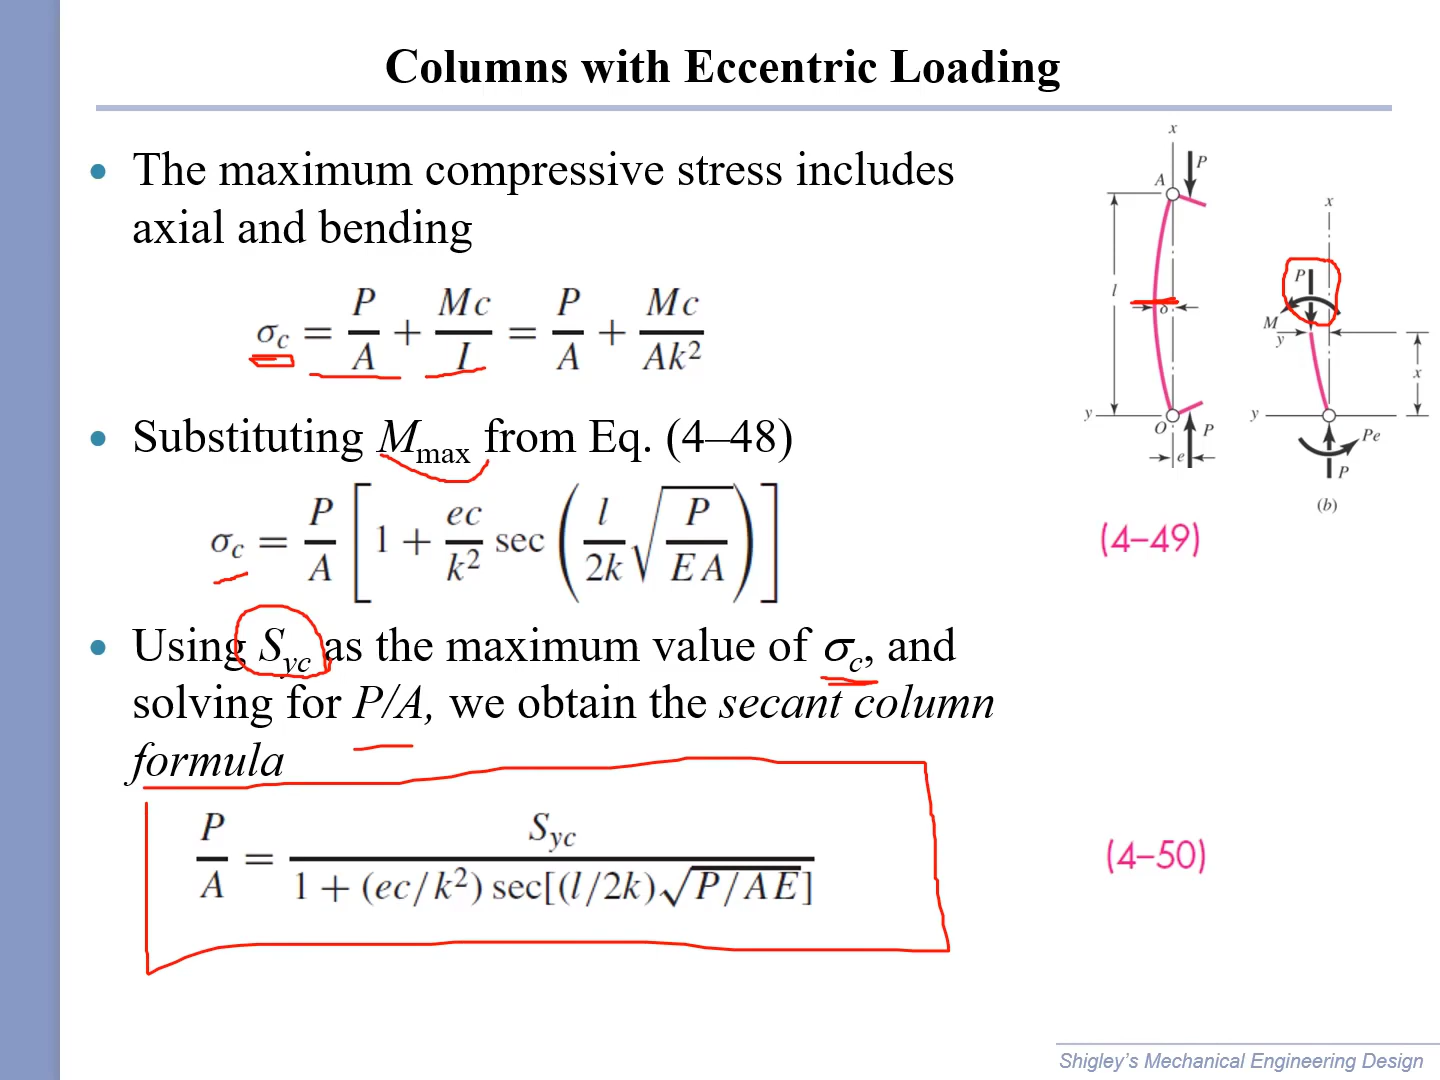 Columns with Eccentric Loading
• The maximum compressive stress includes
axial and bending
σc = P/A + Mc/I = P/A + Mc/Ak²
• Substituting Mmax from Eq. (4–48)
σc = P/A [1 + ec/k² sec (l/2k √(P/EA))]
(4–49)
• Using Syc as the maximum value of σc, and
solving for P/A, we obtain the secant column
formula
P/A = Syc / 1 + (ec/k²) sec[(l/2k)√P/AE]
(4–50)
x
P
A
l
δ
y
O
P
e
x
P
M
y
x
y
Pe
P
(b)
Shigley's Mechanical Engineering Design